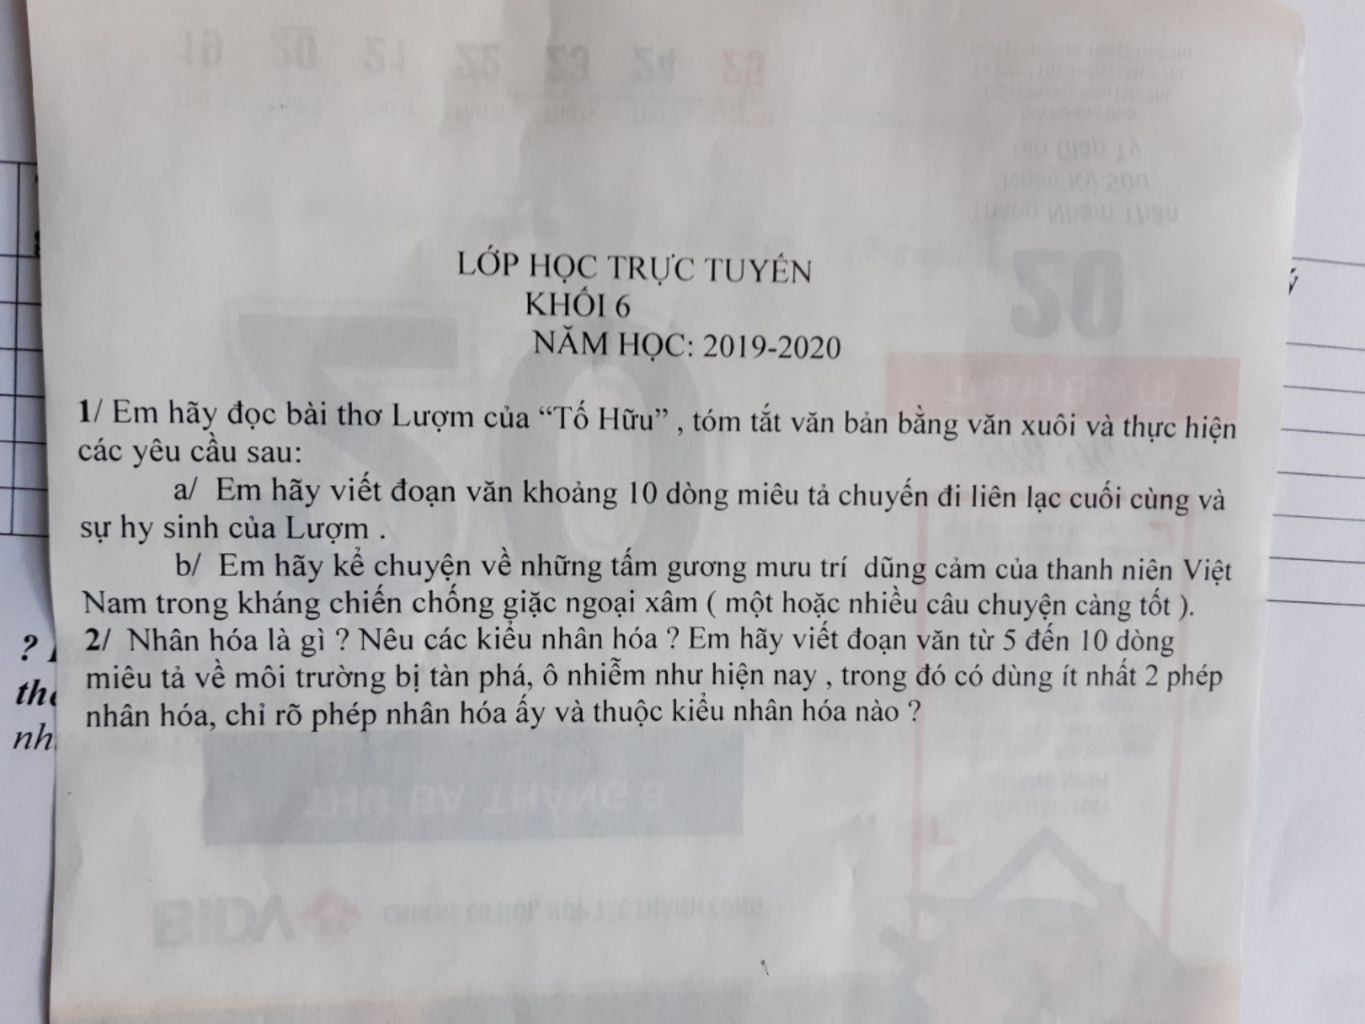 LỚP HỌC TRỰC TUYẾN
KHỐI 6
NĂM HỌC: 2019-2020
1/ Em hãy đọc bài thơ Lượm của “Tố Hữu” , tóm tắt văn bản bằng văn xuôi và thực hiện
các yêu cầu sau:
a/ Em hãy viết đoạn văn khoảng 10 dòng miêu tả chuyến đi liên lạc cuối cùng và
sự hy sinh của Lượm .
b/ Em hãy kể chuyện về những tấm gương mưu trí dũng cảm của thanh niên Việt
Nam trong kháng chiến chống giặc ngoại xâm ( một hoặc nhiều câu chuyện càng tốt ).
2/ Nhân hóa là gì ? Nêu các kiểu nhân hóa ? Em hãy viết đoạn văn từ 5 đến 10 dòng
miêu tả về môi trường bị tàn phá, ô nhiễm như hiện nay , trong đó có dùng ít nhất 2 phép
nhân hóa, chỉ rõ phép nhân hóa ấy và thuộc kiểu nhân hóa nào ?